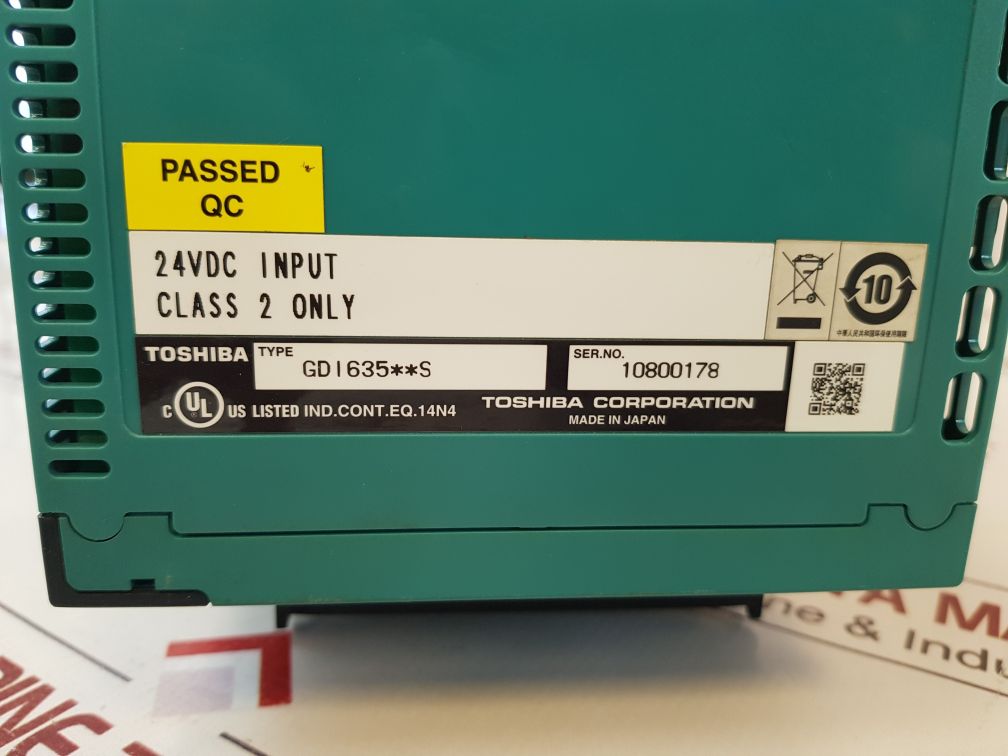 PASSED
QC
24VDC INPUT
CLASS 2 ONLY
10
TOSHIBA TYPE GDI635**S SER.NO. 10800178
C UL US LISTED IND.CONT.EQ.14N4 TOSHIBA CORPORATION
MADE IN JAPAN